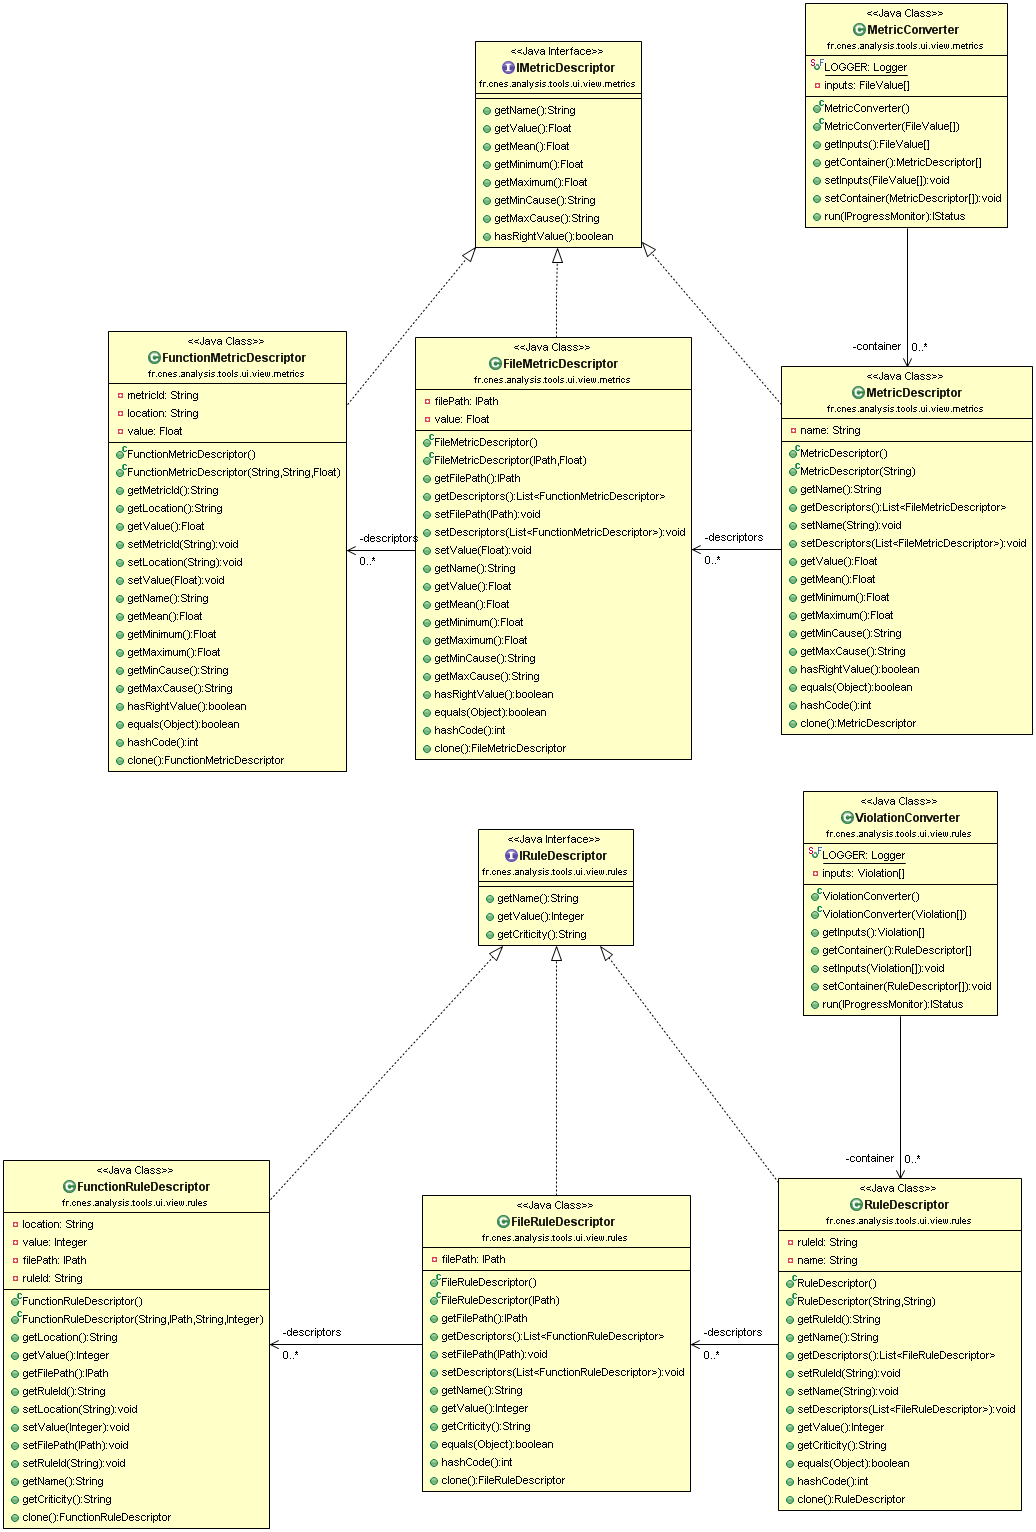 <<Java Class>>
MetricConverter
fr.cnes.analysis.tools.ui.view.metrics
LOGGER: Logger
inputs: FileValue[]
MetricConverter()
MetricConverter(FileValue[])
getInputs():FileValue[]
getContainer():MetricDescriptor[]
setInputs(FileValue[]):void
setContainer(MetricDescriptor[]):void
run(IProgressMonitor):IStatus
<<Java Interface>>
IMetricDescriptor
fr.cnes.analysis.tools.ui.view.metrics
getName():String
getValue():Float
getMean():Float
getMinimum():Float
getMaximum():Float
getMinCause():String
getMaxCause():String
hasRightValue():boolean
-container
0..*
<<Java Class>>
FunctionMetricDescriptor
fr.cnes.analysis.tools.ui.view.metrics
metricId: String
location: String
value: Float
FunctionMetricDescriptor()
FunctionMetricDescriptor(String,String,Float)
getMetricId():String
getLocation():String
getValue():Float
setMetricId(String):void
setLocation(String):void
setValue(Float):void
getName():String
getMean():Float
getMinimum():Float
getMaximum():Float
getMinCause():String
getMaxCause():String
hasRightValue():boolean
equals(Object):boolean
hashCode():int
clone():FunctionMetricDescriptor
-descriptors
0..*
<<Java Class>>
FileMetricDescriptor
fr.cnes.analysis.tools.ui.view.metrics
filePath: IPath
value: Float
FileMetricDescriptor()
FileMetricDescriptor(IPath,Float)
getFilePath():IPath
getDescriptors():List<FunctionMetricDescriptor>
setFilePath(IPath):void
setDescriptors(List<FunctionMetricDescriptor>):void
setValue(Float):void
getName():String
getValue():Float
getMean():Float
getMinimum():Float
getMaximum():Float
getMinCause():String
getMaxCause():String
hasRightValue():boolean
equals(Object):boolean
hashCode():int
clone():FileMetricDescriptor
-descriptors
0..*
<<Java Class>>
MetricDescriptor
fr.cnes.analysis.tools.ui.view.metrics
name: String
MetricDescriptor()
MetricDescriptor(String)
getName():String
getDescriptors():List<FileMetricDescriptor>
setName(String):void
setDescriptors(List<FileMetricDescriptor>):void
getValue():Float
getMean():Float
getMinimum():Float
getMaximum():Float
getMinCause():String
getMaxCause():String
hasRightValue():boolean
equals(Object):boolean
hashCode():int
clone():MetricDescriptor
<<Java Class>>
ViolationConverter
fr.cnes.analysis.tools.ui.view.rules
LOGGER: Logger
inputs: Violation[]
ViolationConverter()
ViolationConverter(Violation[])
getInputs():Violation[]
getContainer():RuleDescriptor[]
setInputs(Violation[]):void
setContainer(RuleDescriptor[]):void
run(IProgressMonitor):IStatus
<<Java Interface>>
IRuleDescriptor
fr.cnes.analysis.tools.ui.view.rules
getName():String
getValue():Integer
getCriticity():String
-container
0..*
<<Java Class>>
FunctionRuleDescriptor
fr.cnes.analysis.tools.ui.view.rules
location: String
value: Integer
filePath: IPath
ruleId: String
FunctionRuleDescriptor()
FunctionRuleDescriptor(String,IPath,String,Integer)
getLocation():String
getValue():Integer
getFilePath():IPath
getRuleId():String
setLocation(String):void
setValue(Integer):void
setFilePath(IPath):void
setRuleId(String):void
getName():String
getCriticity():String
clone():FunctionRuleDescriptor
-descriptors
0..*
<<Java Class>>
FileRuleDescriptor
fr.cnes.analysis.tools.ui.view.rules
filePath: IPath
FileRuleDescriptor()
FileRuleDescriptor(IPath)
getFilePath():IPath
getDescriptors():List<FunctionRuleDescriptor>
setFilePath(IPath):void
setDescriptors(List<FunctionRuleDescriptor>):void
getName():String
getValue():Integer
getCriticity():String
equals(Object):boolean
hashCode():int
clone():FileRuleDescriptor
-descriptors
0..*
<<Java Class>>
RuleDescriptor
fr.cnes.analysis.tools.ui.view.rules
ruleId: String
name: String
RuleDescriptor()
RuleDescriptor(String,String)
getRuleId():String
getName():String
getDescriptors():List<FileRuleDescriptor>
setRuleId(String):void
setName(String):void
setDescriptors(List<FileRuleDescriptor>):void
getValue():Integer
getCriticity():String
equals(Object):boolean
hashCode():int
clone():RuleDescriptor